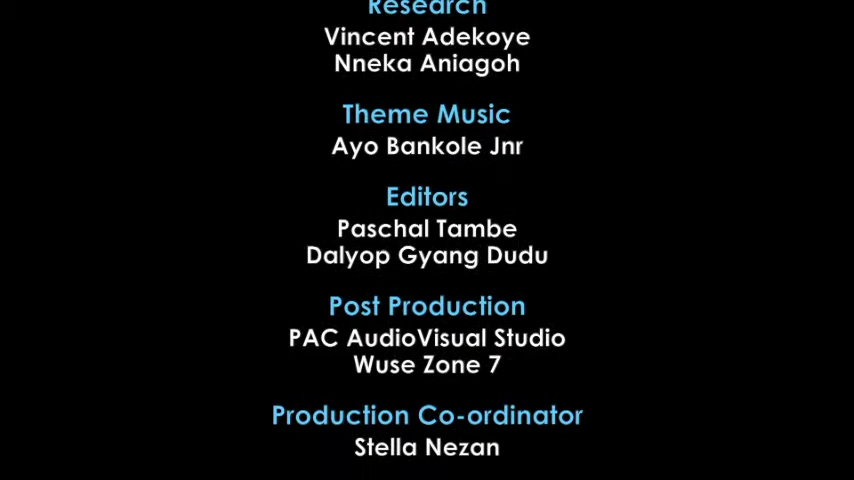 Research
Vincent Adekoye
Nneka Aniagoh
Theme Music
Ayo Bankole Jnr
Editors
Paschal Tambe
Dalyop Gyang Dudu
Post Production
PAC AudioVisual Studio
Wuse Zone 7
Production Co-ordinator
Stella Nezan